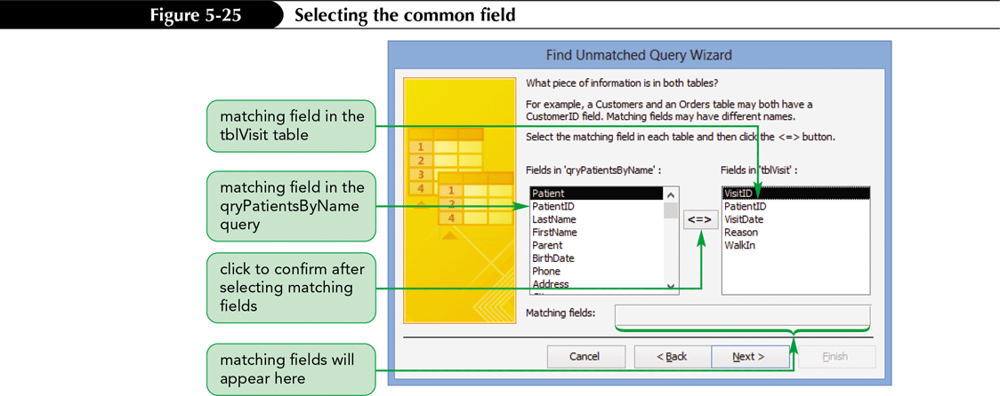 Figure 5-25 Selecting the common field
Find Unmatched Query Wizard
What piece of information is in both tables?
For example, a Customers and an Orders table may both have a
CustomerID field. Matching fields may have different names.
Select the matching field in each table and then click the <=> button.
Fields in 'qryPatientsByName' :
Patient
PatientID
LastName
FirstName
Parent
BirthDate
Phone
Address
<=>
Fields in 'tblVisit' :
VisitID
PatientID
VisitDate
Reason
WalkIn
Matching fields:
Cancel
< Back
Next >
Finish
matching field in the
tblVisit table
matching field in the
qryPatientsByName
query
click to confirm after
selecting matching
fields
matching fields will
appear here
1
2
3
4
1
2
4